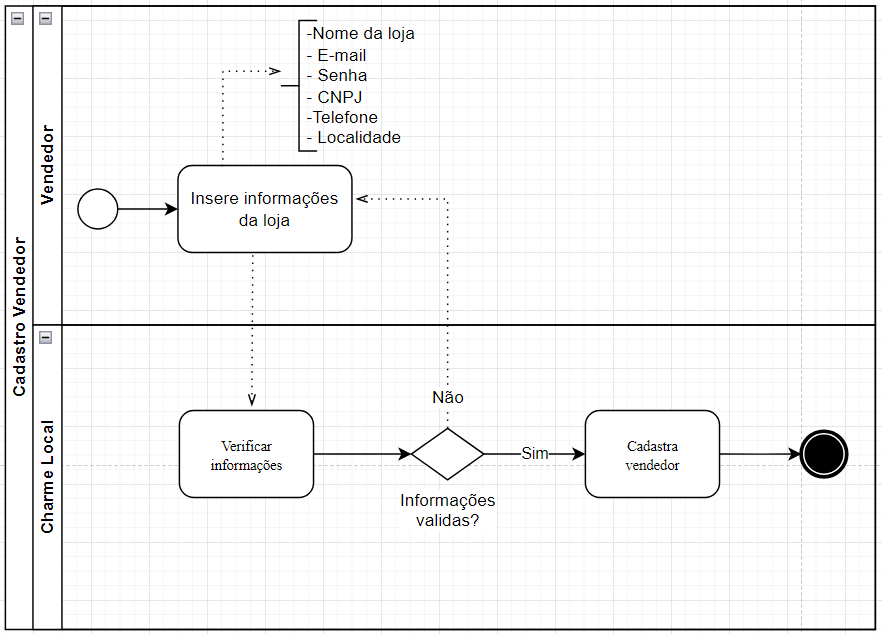 Cadastro Vendedor
Vendedor
-Nome da loja
- E-mail
- Senha
- CNPJ
-Telefone
- Localidade
Insere informações
da loja
Charme Local
Não
Verificar
informações
Sim
Cadastra
vendedor
Informações
validas?